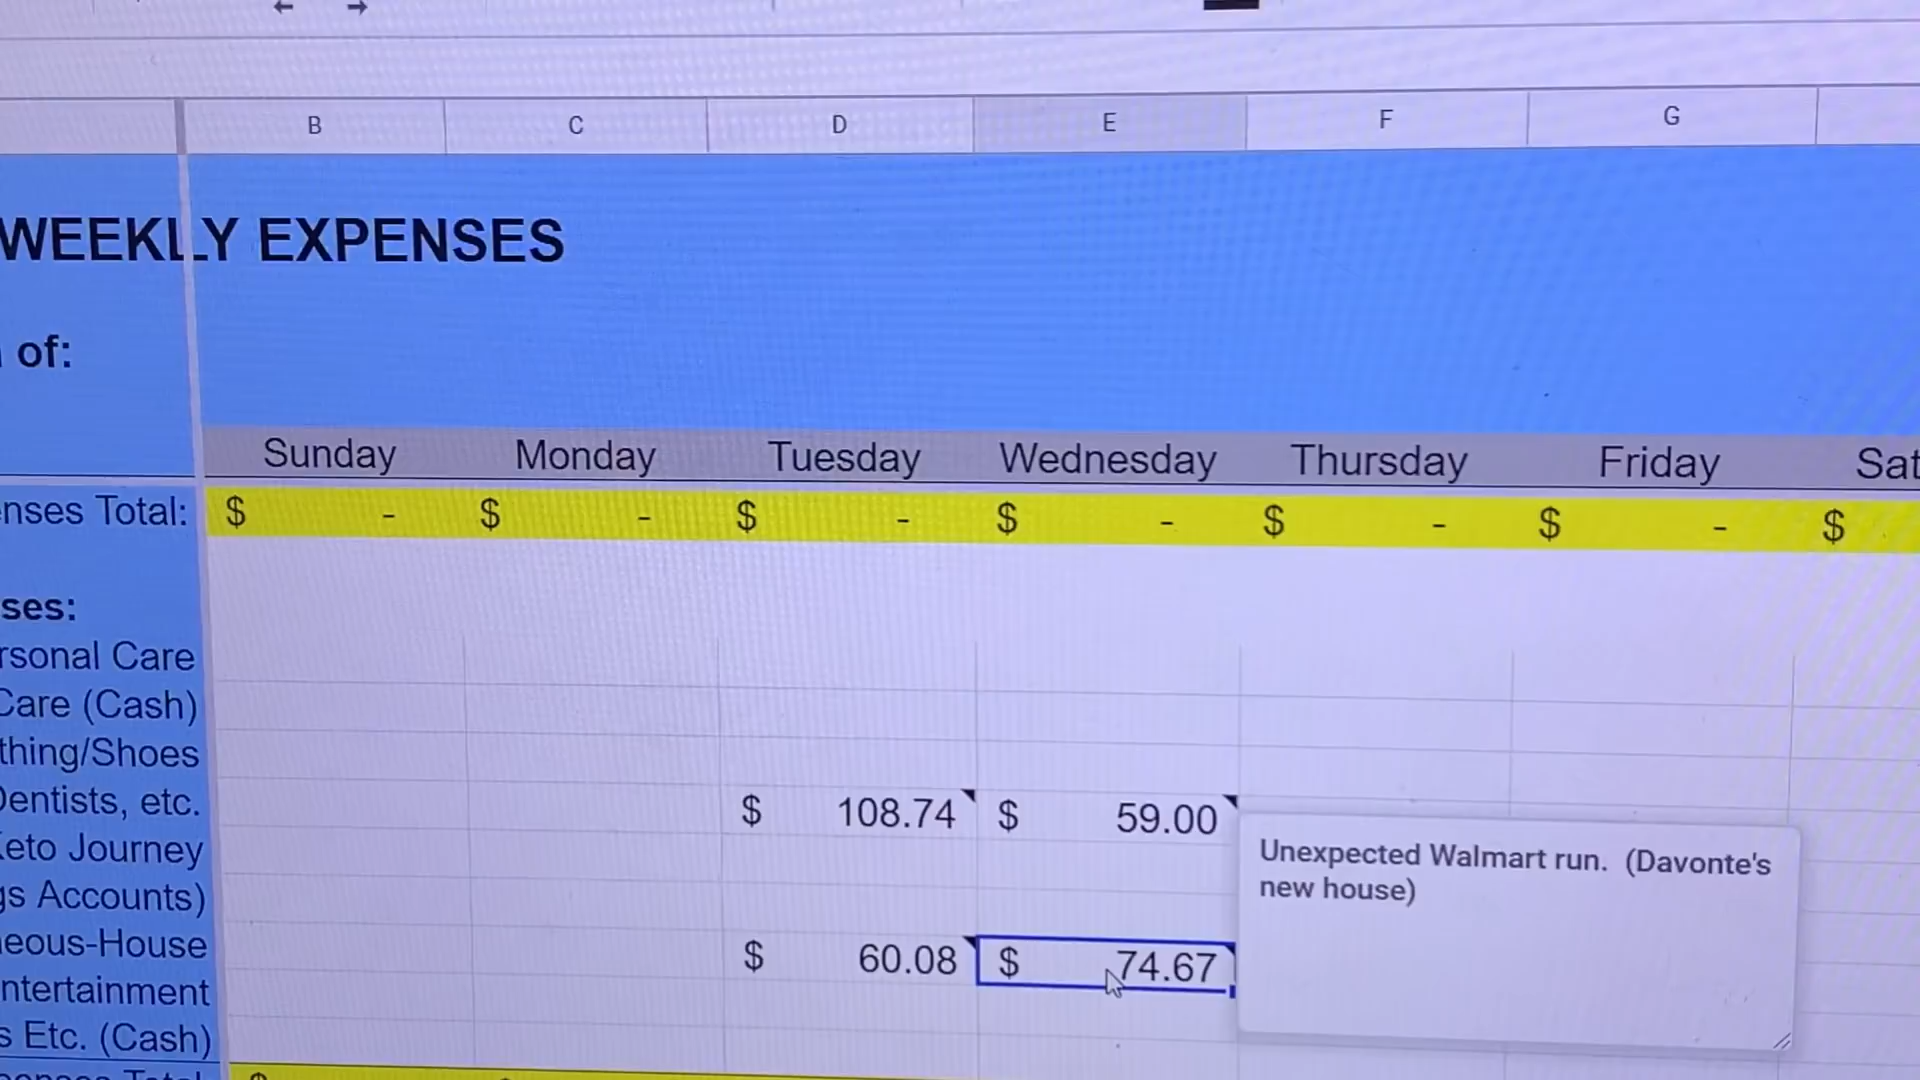 ← →
B C D E F G
WEEKLY EXPENSES
of:
Sunday Monday Tuesday Wednesday Thursday Friday Sat
nses Total: $ - $ - $ - $ - $ - $ - $
ses:
rsonal Care
Care (Cash)
thing/Shoes
Dentists, etc. $ 108.74 $ 59.00
Keto Journey
Unexpected Walmart run. (Davonte's
new house)
gs Accounts)
eous-House $ 60.08 $ 74.67
ntertainment
s Etc. (Cash)